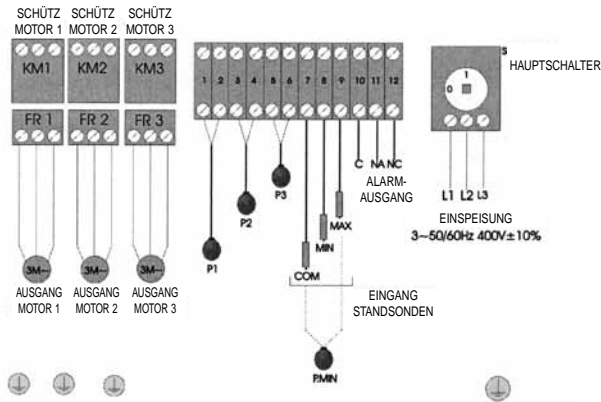 SCHÜTZ MOTOR 1
SCHÜTZ MOTOR 2
SCHÜTZ MOTOR 3
KM1
KM2
KM3
FR 1
FR 2
FR 3
3M~
3M~
3M~
AUSGANG MOTOR 1
AUSGANG MOTOR 2
AUSGANG MOTOR 3
1 2 3 4 5 6 7 8 9 10 11 12
P1
P2
P3
COM
MIN
MAX
C NA NC
ALARM-
AUSGANG
EINGANG
STANDSONDEN
P.MIN
S
HAUPTSCHALTER
0 1
L1 L2 L3
EINSPEISUNG
3~50/60Hz 400V±10%